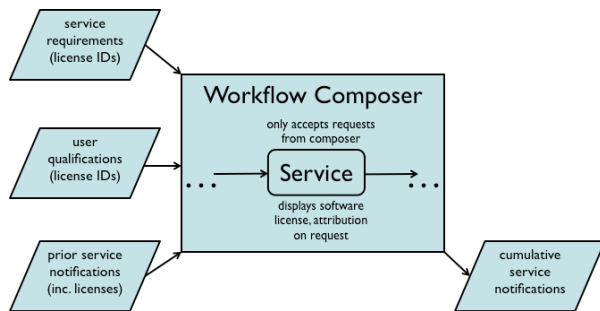 service
requirements
(license IDs)
Workflow Composer
only accepts requests
from composer
user
qualifications
(license IDs)
...
Service
...
displays software
license, attribution
on request
prior service
notifications
(inc. licenses)
cumulative
service
notifications